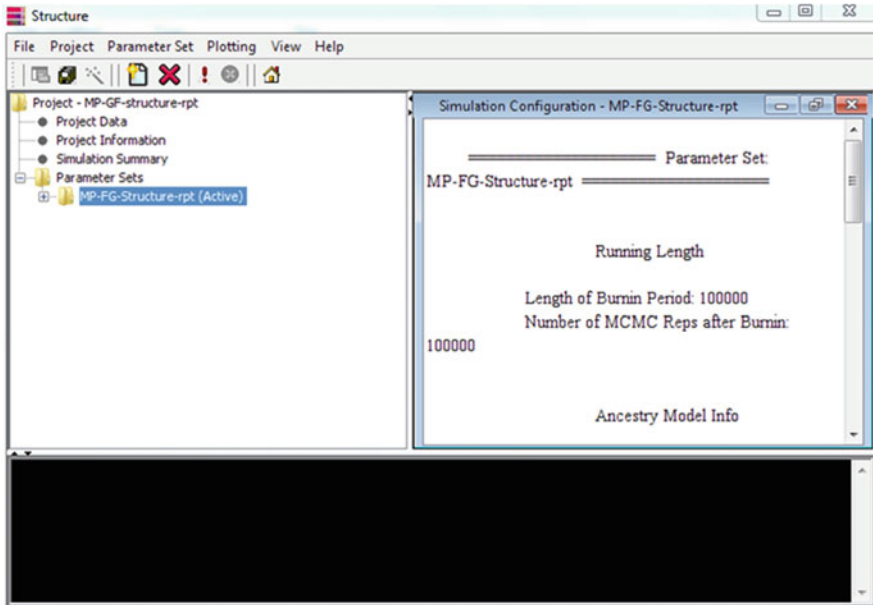 Structure
File Project Parameter Set Plotting View Help
Project - MP-GF-structure-rpt
Project Data
Project Information
Simulation Summary
Parameter Sets
MP-FG-Structure-rpt (Active)
Simulation Configuration - MP-FG-Structure-rpt
Parameter Set:
MP-FG-Structure-rpt
Running Length
Length of Burnin Period: 100000
Number of MCMC Reps after Burnin:
100000
Ancestry Model Info